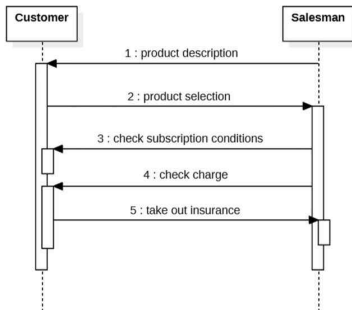 Customer
Salesman
1 : product description
2 : product selection
3 : check subscription conditions
4 : check charge
5 : take out insurance